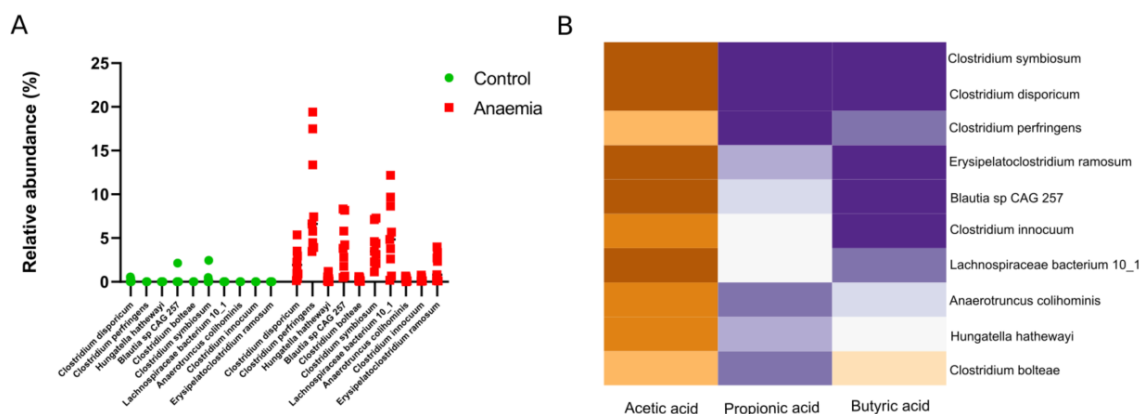 A
Relative abundance (%)
25
20
15
10
5
0
Control
Anaemia
Clostridium disporicum
Clostridium perfringens
Hungatella hathewayi
Blautia sp CAG 257
Clostridium bolteae
Clostridium symbiosum
Lachnospiraceae bacterium 10_1
Anaerotruncus colihominis
Clostridium innocuum
Erysipelatoclostridium ramosum
Clostridium disporicum
Clostridium perfringens
Hungatella hathewayi
Blautia sp CAG 257
Clostridium bolteae
Clostridium symbiosum
Lachnospiraceae bacterium 10_1
Anaerotruncus colihominis
Clostridium innocuum
Erysipelatoclostridium ramosum
B
Clostridium symbiosum
Clostridium disporicum
Clostridium perfringens
Erysipelatoclostridium ramosum
Blautia sp CAG 257
Clostridium innocuum
Lachnospiraceae bacterium 10_1
Anaerotruncus colihominis
Hungatella hathewayi
Clostridium bolteae
Acetic acid Propionic acid Butyric acid